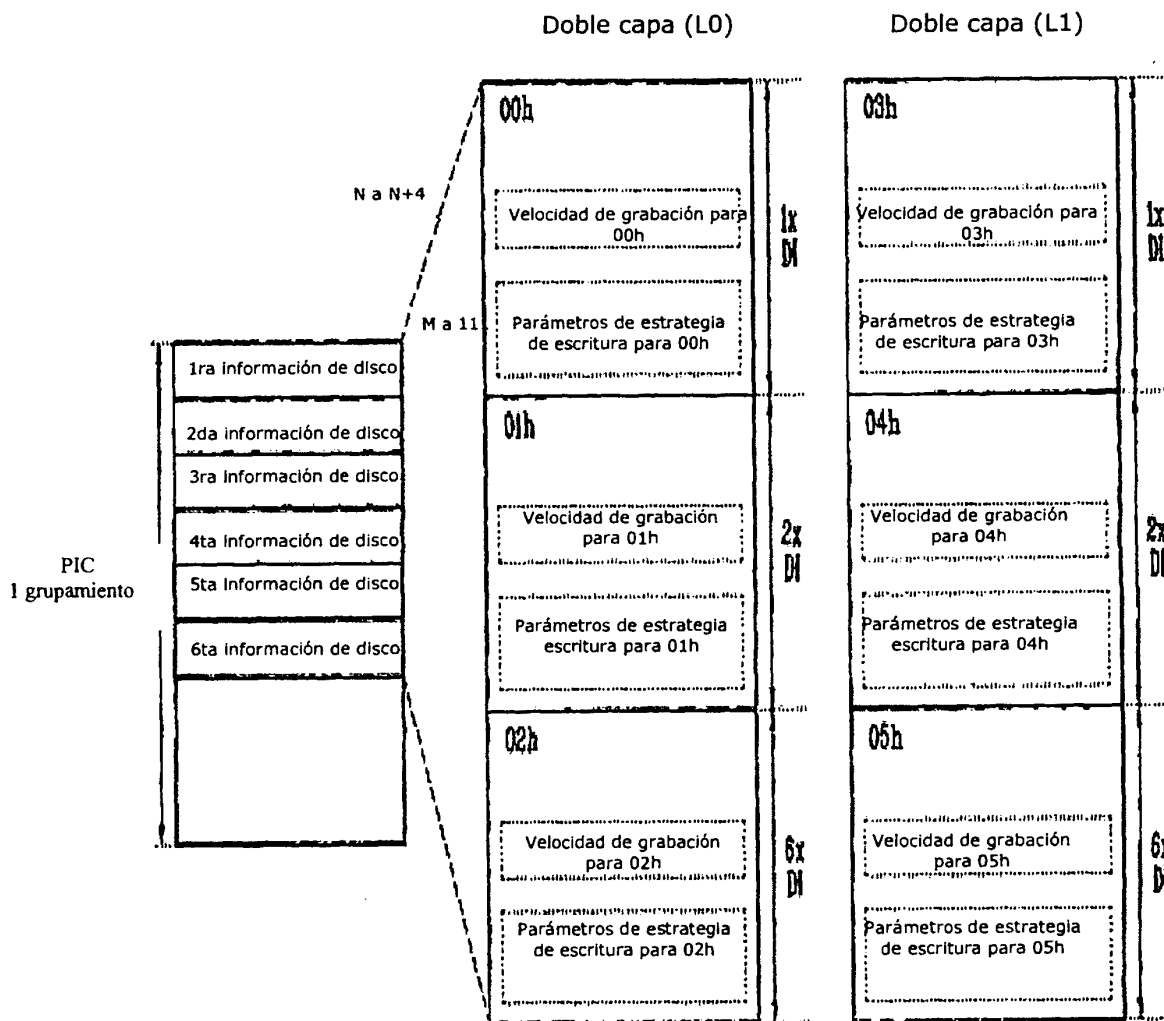 Doble capa (L0)
Doble capa (L1)
N a N+4
M a 11
PIC
1 grupamiento
1ra información de disco
2da información de disco
3ra información de disco
4ta información de disco
5ta Información de disco
6ta información de disco
00h
Velocidad de grabación para
00h
Parámetros de estrategia
de escritura para 00h
1x
DI
01h
Velocidad de grabación
para 01h
Parámetros de estrategia
escritura para 01h
2x
DI
02h
Velocidad de grabación
para 02h
Parámetros de estrategia
de escritura para 02h
6x
DI
03h
Velocidad de grabación para
03h
Parámetros de estrategia
de escritura para 03h
1x
DI
04h
Velocidad de grabación
para 04h
Parámetros de estrategia
escritura para 04h
2x
DI
05h
Velocidad de grabación
para 05h
Parámetros de estrategia
de escritura para 05h
6x
DI